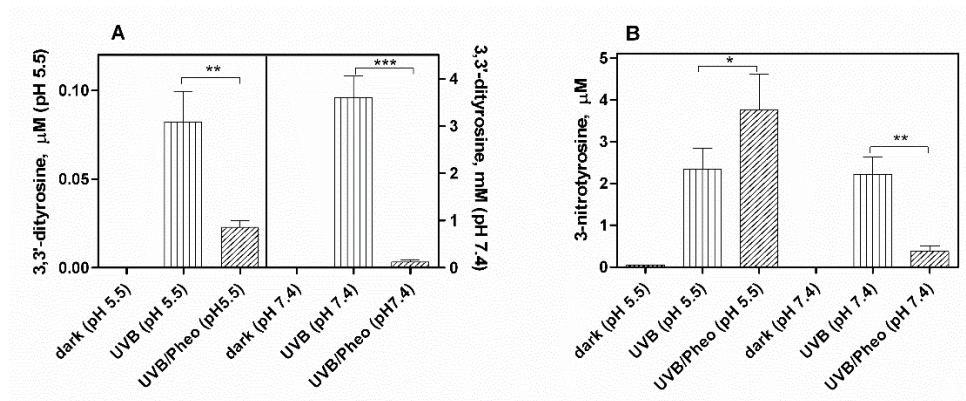 A
3,3'-dityrosine, µM (pH 5.5)
0.10
0.05
0.00
**
***
4
3
2
1
0
3,3'-dityrosine, mM (pH 7.4)
dark (pH 5.5)
UVB (pH 5.5)
UVB/Pheo (pH5.5)
dark (pH 7.4)
UVB (pH 7.4)
UVB/Pheo (pH7.4)
B
3-nitrotyrosine, µM
5
4
3
2
1
0
*
**
dark (pH 5.5)
UVB (pH 5.5)
UVB/Pheo (pH 5.5)
dark (pH 7.4)
UVB (pH 7.4)
UVB/Pheo (pH 7.4)